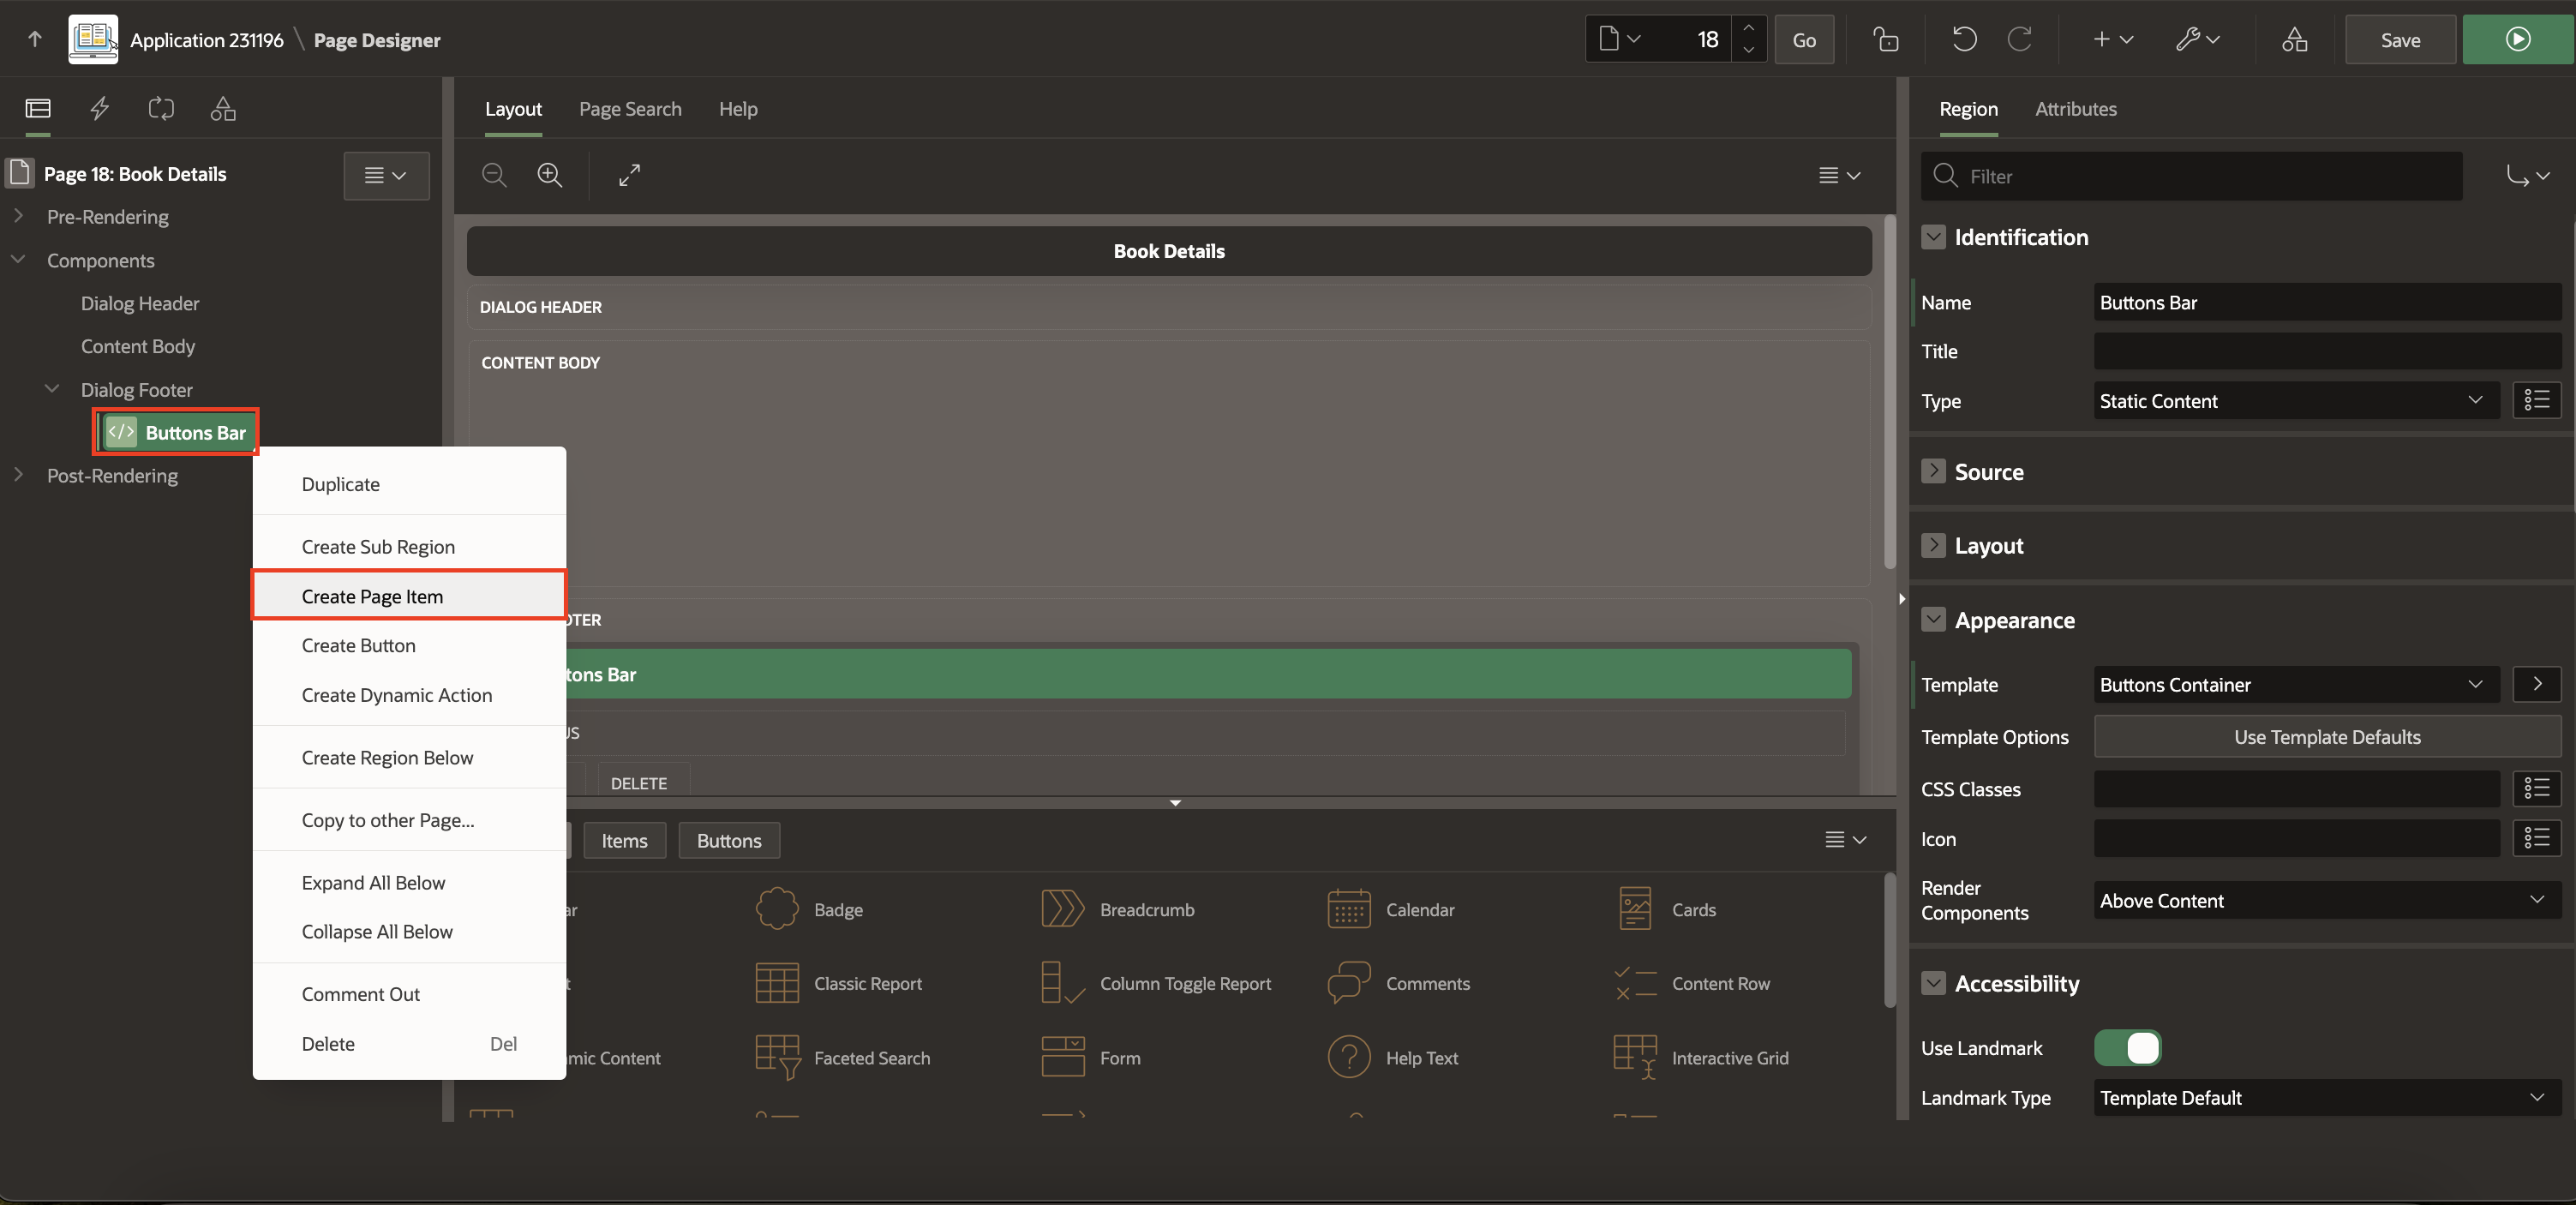 Application 231196 \ Page Designer
18
Go
Save
Layout
Page Search
Help
Region
Attributes
Page 18: Book Details
Pre-Rendering
Components
Dialog Header
Content Body
Dialog Footer
</> Buttons Bar
Post-Rendering
Duplicate
Create Sub Region
Create Page Item
Create Button
Create Dynamic Action
Create Region Below
Copy to other Page...
Expand All Below
Collapse All Below
Comment Out
Delete Del
Book Details
DIALOG HEADER
CONTENT BODY
OTER
tons Bar
US
DELETE
Items
Buttons
ar
Badge
Breadcrumb
Calendar
Cards
t
Classic Report
Column Toggle Report
Comments
Content Row
mic Content
Faceted Search
Form
Help Text
Interactive Grid
Filter
Identification
Name
Buttons Bar
Title
Type
Static Content
Source
Layout
Appearance
Template
Buttons Container
Template Options
Use Template Defaults
CSS Classes
Icon
Render
Components
Above Content
Accessibility
Use Landmark
Landmark Type
Template Default